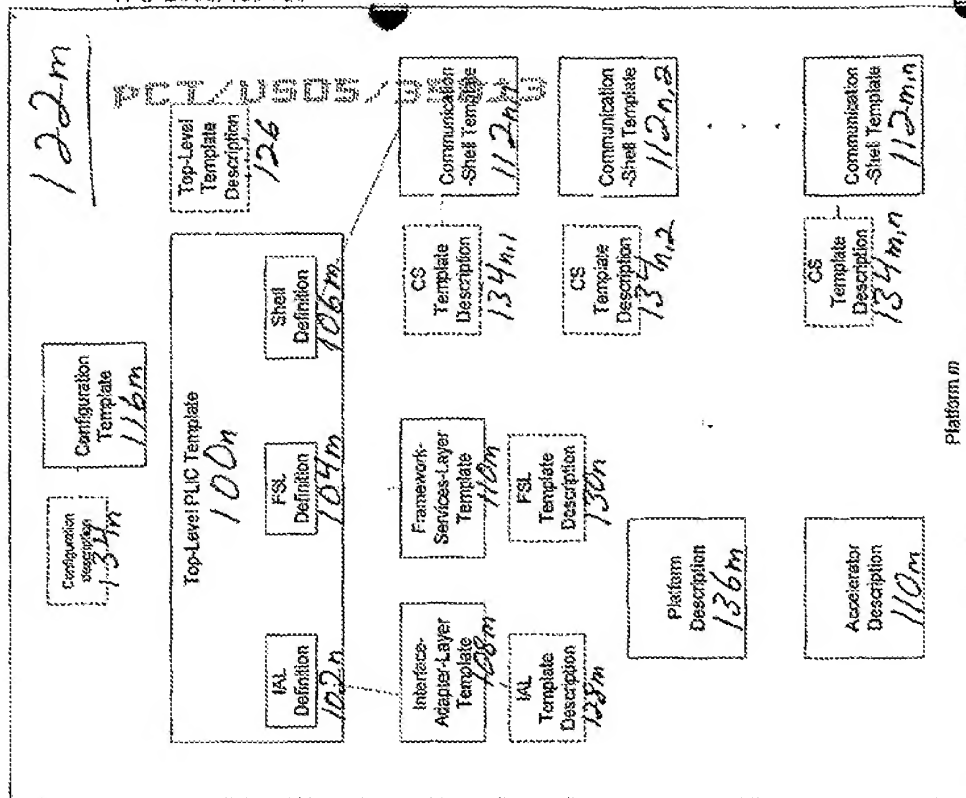 122m
PCT/US05/
Configuration
Description
134n
Configuration
Template
116m
Top-Level PLIC Template
100n
Top-Level
Template
Description
126
IAL
Definition
102n
FSL
Definition
104m
Shell
Definition
106m
Interface-
Adapter-Layer
Template
108m
IAL
Template
Description
128m
Framework-
Services-Layer
Template
110m
FSL
Template
Description
130n
CS
Template
Description
134n,1
Communication
-Shell Template
112n,1
CS
Template
Description
134n,2
Communication
-Shell Template
112n,2
. . .
CS
Template
Description
134m,n
Communication
-Shell Template
112m,n
Platform
Description
136m
Accelerator
Description
110m
Platform m